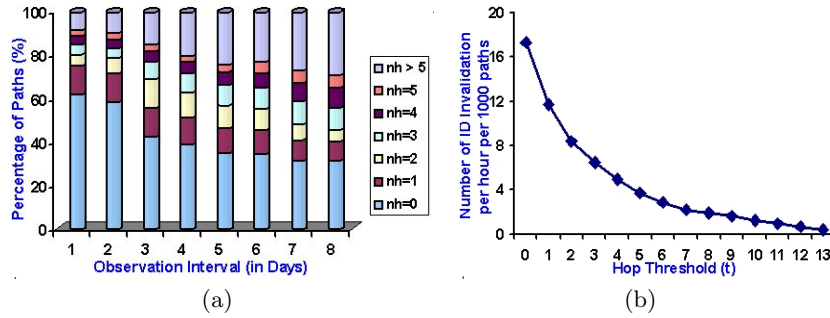 Percentage of Paths (%)
100
80
60
40
20
0
1 2 3 4 5 6 7 8
Observation Interval (in Days)
nh > 5
nh=5
nh=4
nh=3
nh=2
nh=1
nh=0
(a)
Number of ID Invalidation
per hour per 1000 paths
20
16
12
8
4
0
0 1 2 3 4 5 6 7 8 9 10 11 12 13
Hop Threshold (t)
(b)